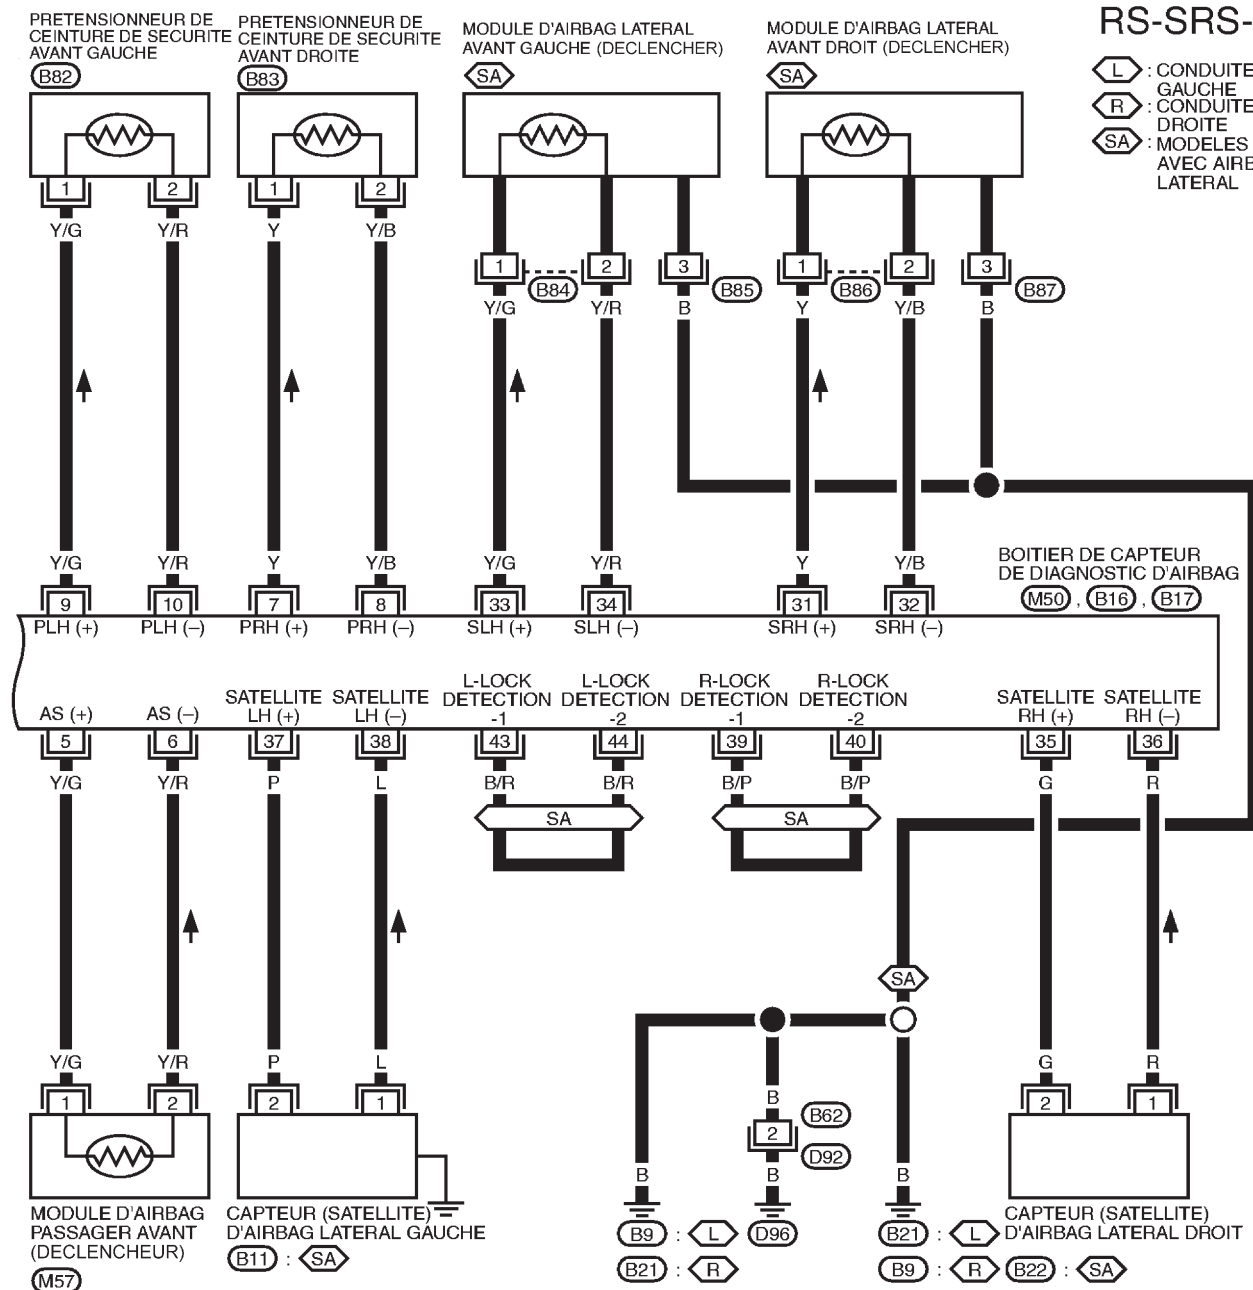 RS-SRS-
PRETENSIONNEUR DE
CEINTURE DE SECURITE
AVANT GAUCHE
B82
PRETENSIONNEUR DE
CEINTURE DE SECURITE
AVANT DROITE
B83
MODULE D'AIRBAG LATERAL
AVANT GAUCHE (DECLENCHER)
SA
MODULE D'AIRBAG LATERAL
AVANT DROIT (DECLENCHER)
SA
L : CONDUITE
GAUCHE
R : CONDUITE
DROITE
SA : MODELES
AVEC AIRB
LATERAL
1 2 1 2
Y/G Y/R Y Y/B
1 2 3 1 2 3
B84 B85 B86 B87
Y/G Y/R B Y Y/B B
Y/G Y/R Y Y/B Y/G Y/R Y Y/B
BOITIER DE CAPTEUR
DE DIAGNOSTIC D'AIRBAG
M50 , B16 , B17
9 10 7 8 33 34 31 32
PLH (+) PLH (–) PRH (+) PRH (–) SLH (+) SLH (–) SRH (+) SRH (–)
AS (+) AS (–)
SATELLITE
LH (+)
SATELLITE
LH (–)
L-LOCK
DETECTION
-1
L-LOCK
DETECTION
-2
R-LOCK
DETECTION
-1
R-LOCK
DETECTION
-2
SATELLITE
RH (+)
SATELLITE
RH (–)
5 6 37 38 43 44 39 40 35 36
Y/G Y/R P L B/R B/R B/P B/P G R
SA SA
SA
Y/G Y/R P L G R
1 2 2 1 2 1
B
B62
2
D92
B B B
MODULE D'AIRBAG
PASSAGER AVANT
(DECLENCHEUR)
M57
CAPTEUR (SATELLITE)
D'AIRBAG LATERAL GAUCHE
B11 : SA
B9 : L
B21 : R
D96
B21 : L
B9 : R
CAPTEUR (SATELLITE)
D'AIRBAG LATERAL DROIT
B22 : SA